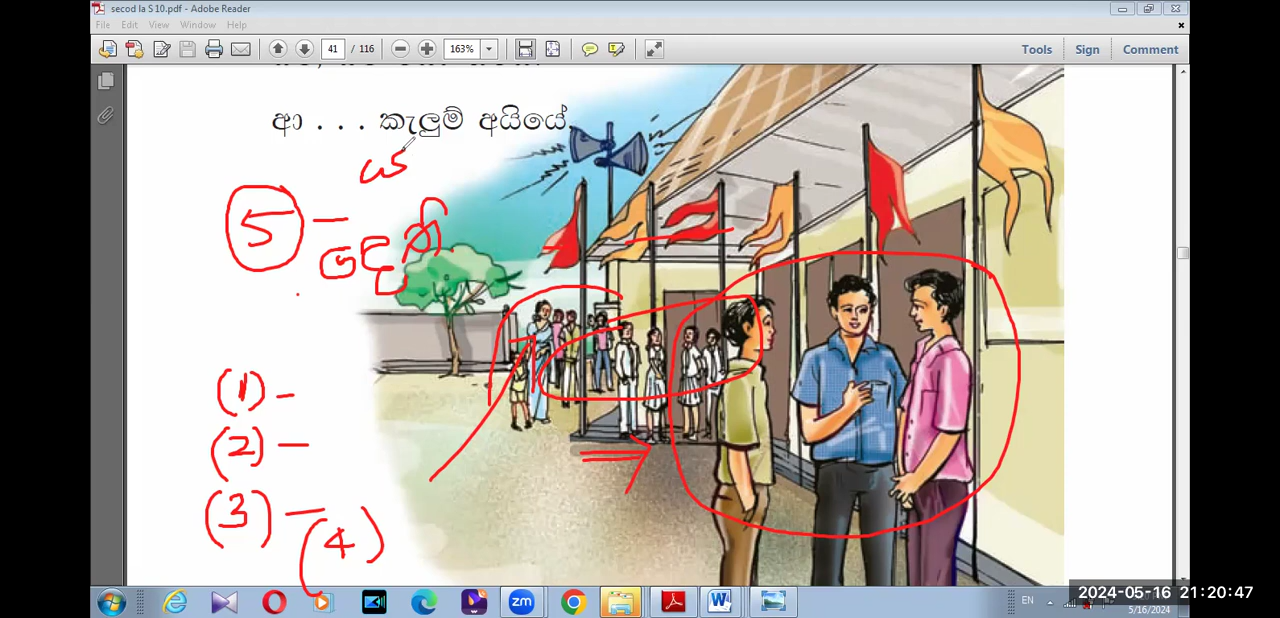 secod la S 10.pdf - Adobe Reader
File Edit View Window Help
41 / 116 163% Tools Sign Comment
ආ . . . කැලුම් අයියේ
5 -
(1) -
(2) -
(3) -
(4)
zm
EN
5/16/2024
2024-05-16 21:20:47